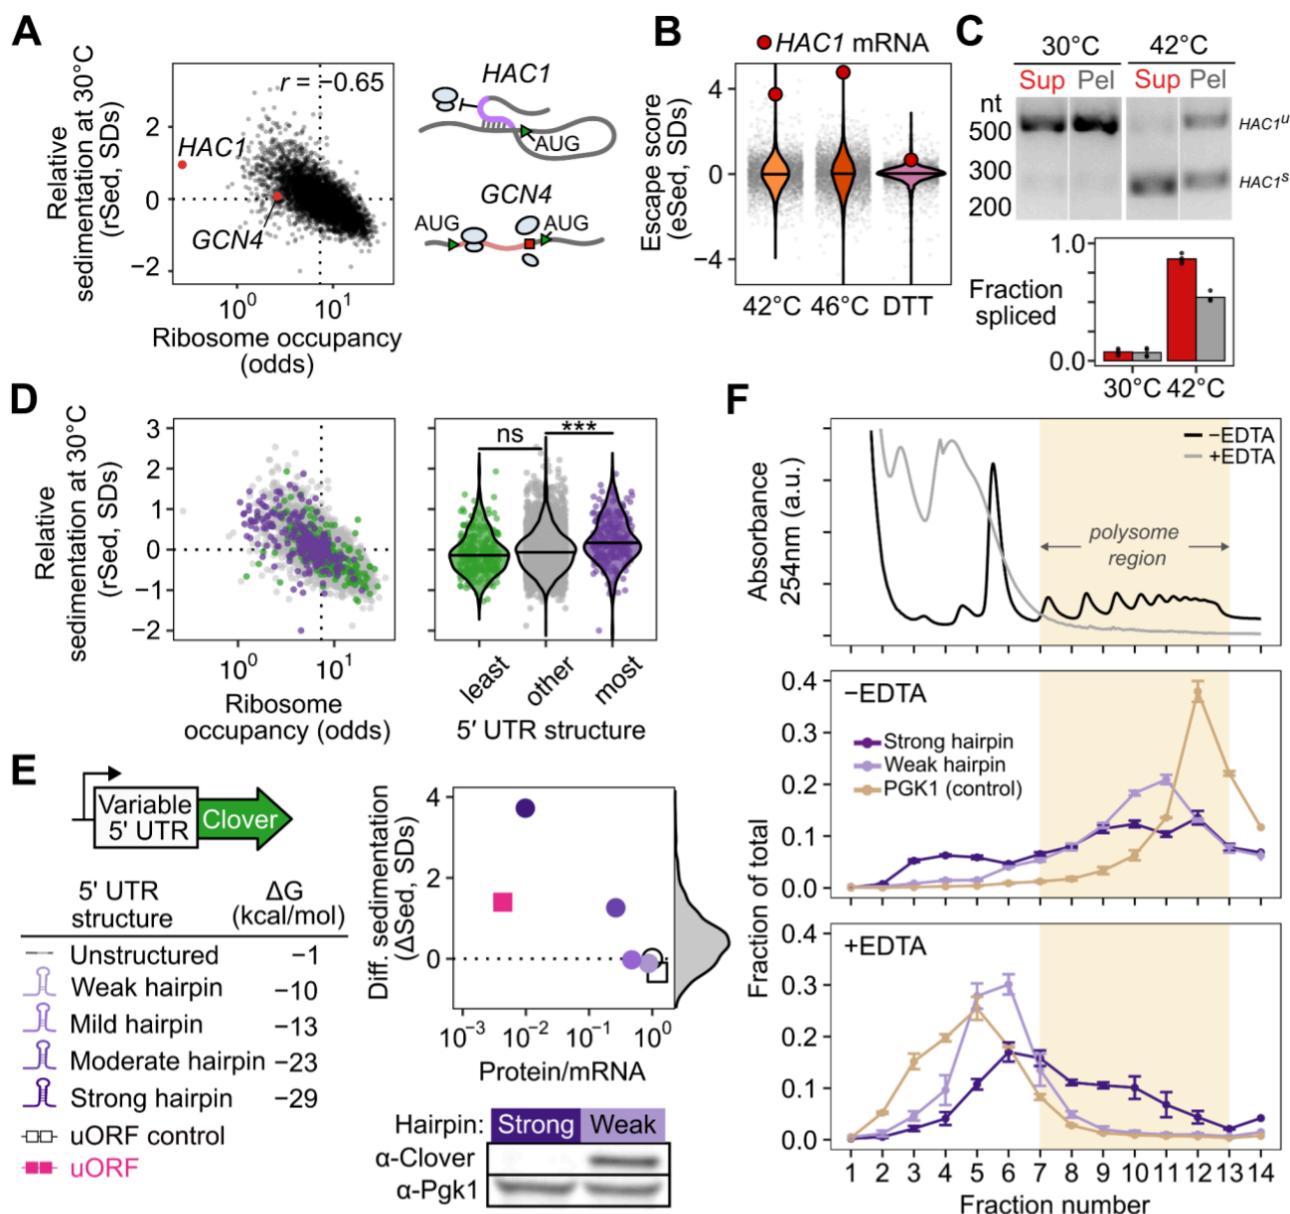 A
Relative
sedimentation at 30°C
(rSed, SDs)
2
0
−2
r = −0.65
HAC1
GCN4
10⁰
10¹
Ribosome occupancy
(odds)
HAC1
AUG
GCN4
AUG
AUG
B
HAC1 mRNA
Escape score
(eSed, SDs)
4
0
−4
42°C 46°C DTT
C
30°C 42°C
Sup Pel Sup Pel
nt
500
300
200
HAC1ᵘ
HAC1ˢ
Fraction
spliced
1.0
0.0
30°C 42°C
D
Relative
sedimentation at 30°C
(rSed, SDs)
3
2
1
0
−1
−2
10⁰
10¹
Ribosome
occupancy (odds)
ns
***
least
other
most
5′ UTR structure
E
Variable
5′ UTR
Clover
5′ UTR
structure
ΔG
(kcal/mol)
Unstructured −1
Weak hairpin −10
Mild hairpin −13
Moderate hairpin −23
Strong hairpin −29
uORF control
uORF
Diff. sedimentation
(ΔSed, SDs)
4
2
0
10⁻³ 10⁻² 10⁻¹ 10⁰
Protein/mRNA
Hairpin: Strong Weak
α-Clover
α-Pgk1
F
Absorbance
254nm (a.u.)
−EDTA
+EDTA
polysome
region
Fraction of total
0.4
0.3
0.2
0.1
0.0
−EDTA
Strong hairpin
Weak hairpin
PGK1 (control)
0.4
0.3
0.2
0.1
0.0
+EDTA
1 2 3 4 5 6 7 8 9 10 11 12 13 14
Fraction number